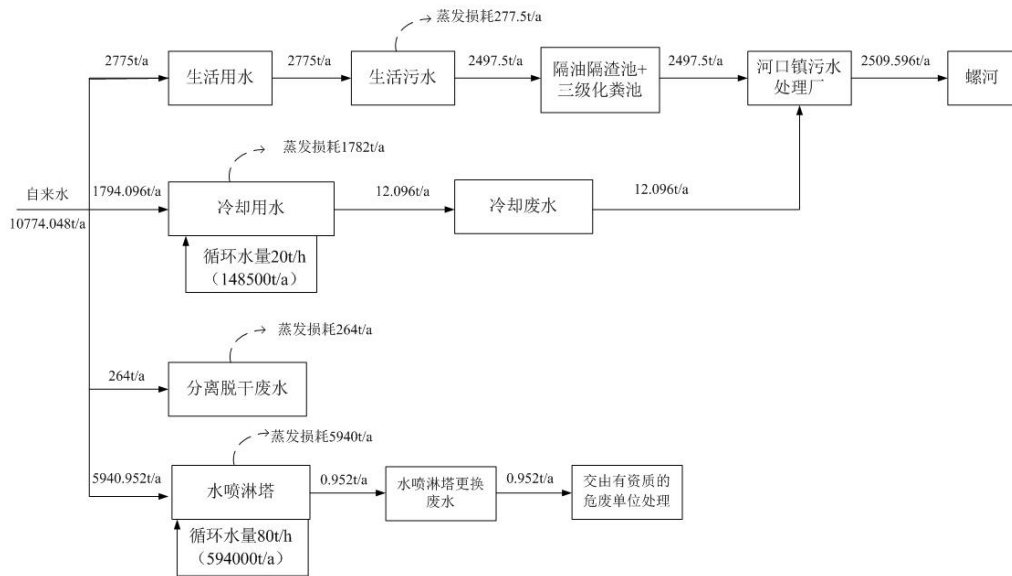 蒸发损耗277.5t/a
2775t/a
生活用水
2775t/a
生活污水
2497.5t/a
隔油隔渣池+
三级化粪池
2497.5t/a
河口镇污水
处理厂
2509.596t/a
螺河
蒸发损耗1782t/a
自来水
10774.048t/a
1794.096t/a
冷却用水
12.096t/a
冷却废水
12.096t/a
循环水量20t/h
（148500t/a）
蒸发损耗264t/a
264t/a
分离脱干废水
蒸发损耗5940t/a
5940.952t/a
水喷淋塔
0.952t/a
水喷淋塔更换
废水
0.952t/a
交由有资质的
危废单位处理
循环水量80t/h
（594000t/a）